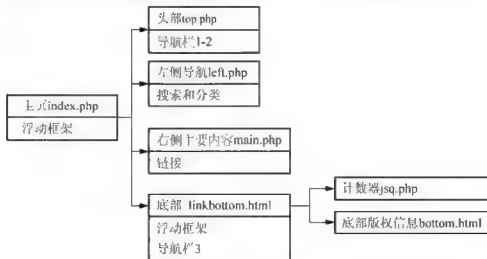 头部top.php
导航栏1-2
左侧导航left.php
搜索和分类
主页index.php
浮动框架
右侧主要内容main.php
链接
底部 linkbottom.html
浮动框架
导航栏3
计数器jsq.php
底部版权信息bottom.html